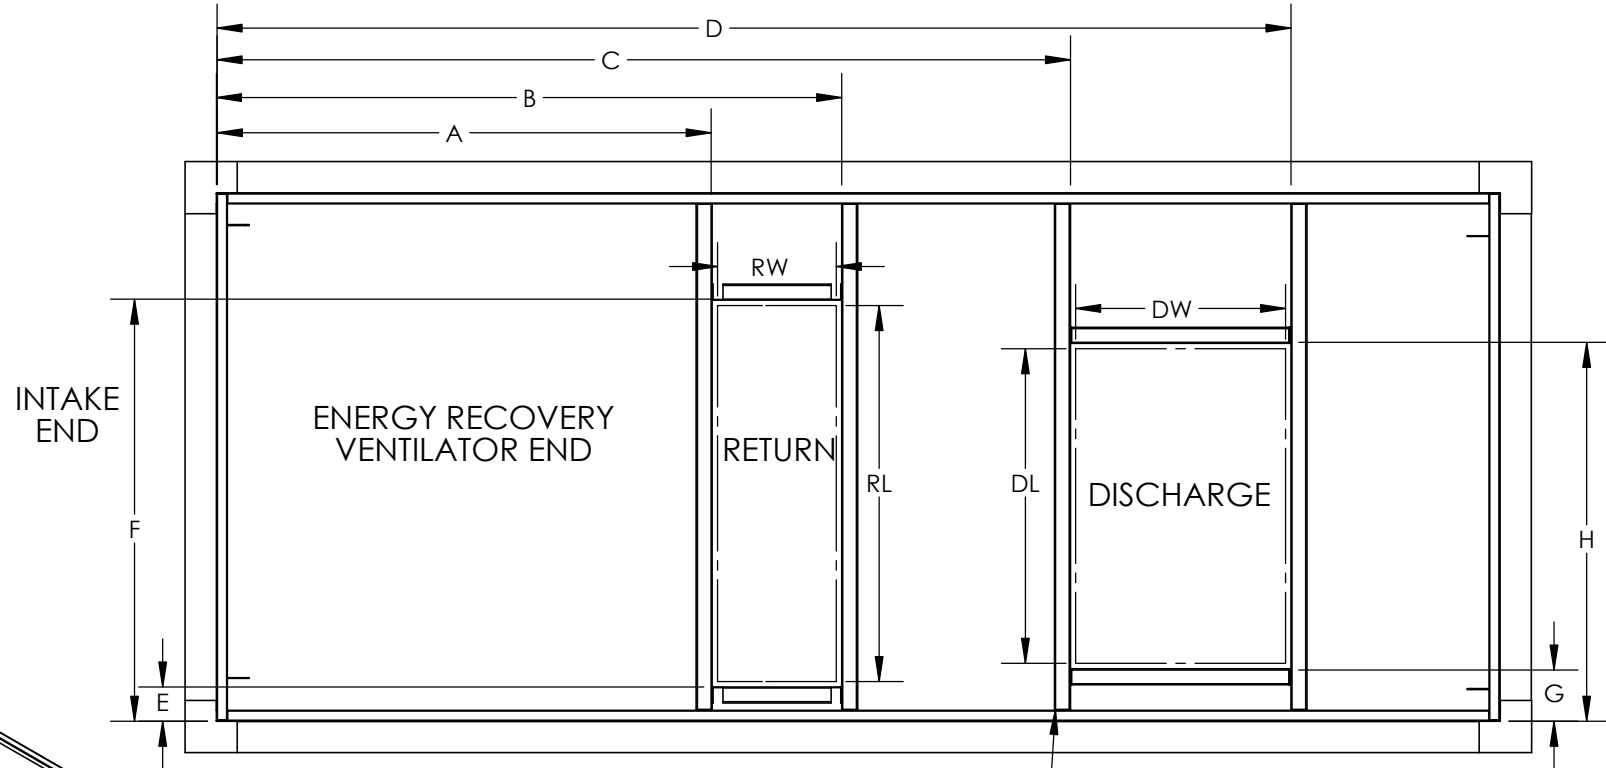 D
C
B
A
RW
DW
INTAKE
END
ENERGY RECOVERY
VENTILATOR END
RETURN
RL
DL
DISCHARGE
F
H
E
G